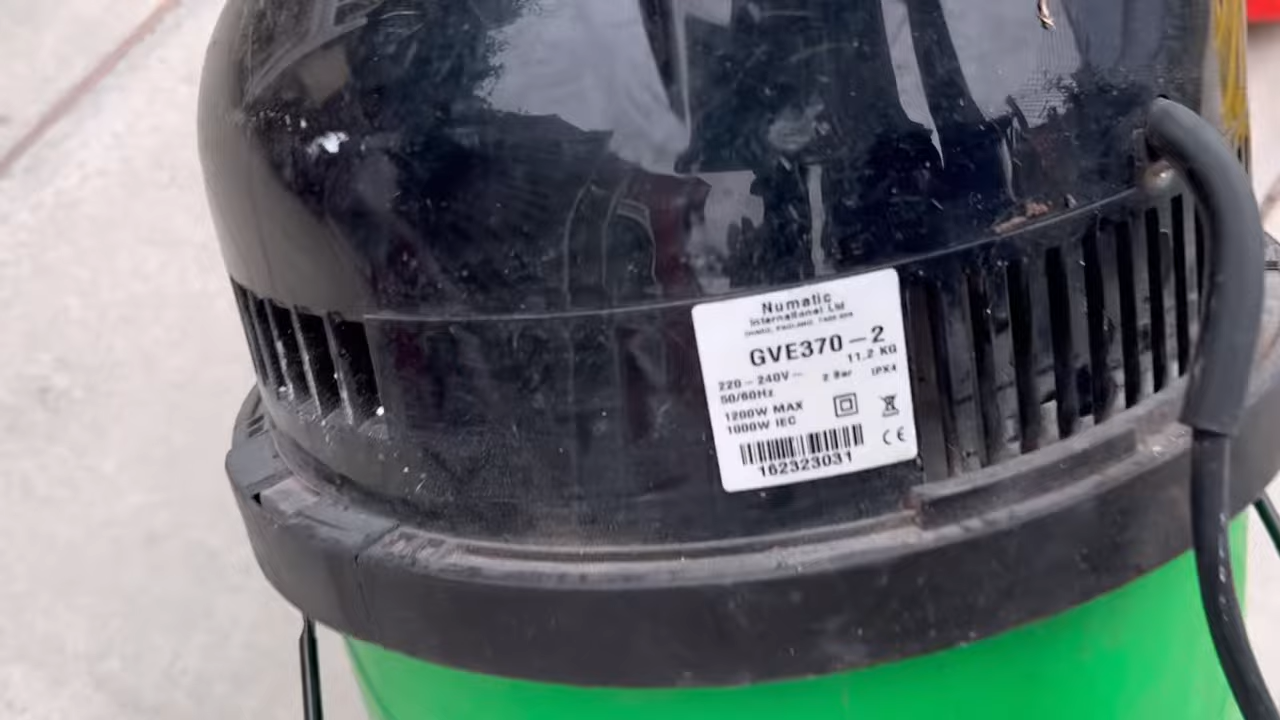 Numatic
International Ltd
GVE370-2
11.2 KG
220-240V~ 2 Bar IPX4
50/60Hz
1200W MAX
1000W IEC
CE
162323031